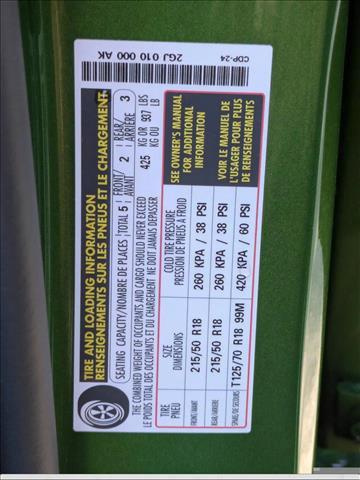 TIRE AND LOADING INFORMATION
RENSEIGNEMENTS SUR LES PNEUS ET LE CHARGEMENT
SEATING CAPACITY/NOMBRE DE PLACES TOTAL 5 FRONT/AVANT 2 REAR/ARRIÈRE 3
THE COMBINED WEIGHT OF OCCUPANTS AND CARGO SHOULD NEVER EXCEED 425 KG OR 937 LBS
LE POIDS TOTAL DES OCCUPANTS ET DU CHARGEMENT NE DOIT JAMAIS DÉPASSER KG OU LB
TIRE SIZE COLD TIRE PRESSURE
PNEU DIMENSIONS PRESSION DE PNEUS À FROID
FRONT/AVANT 215/50 R18 260 KPA / 38 PSI
REAR/ARRIÈRE 215/50 R18 260 KPA / 38 PSI
SPARE/DE SECOURS T125/70 R18 99M 420 KPA / 60 PSI
SEE OWNER'S MANUAL
FOR ADDITIONAL
INFORMATION
VOIR LE MANUEL DE
L'USAGER POUR PLUS
DE RENSEIGNEMENTS
2GJ 010 000 AK
CDP-24